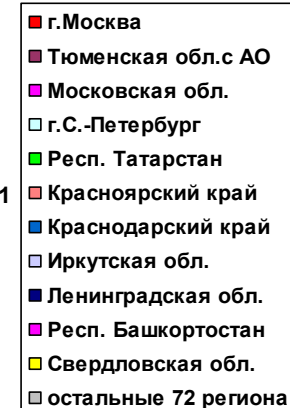 г.Москва
Тюменская обл.с АО
Московская обл.
г.С.-Петербург
Респ. Татарстан
1 Красноярский край
Краснодарский край
Иркутская обл.
Ленинградская обл.
Респ. Башкортостан
Свердловская обл.
остальные 72 региона